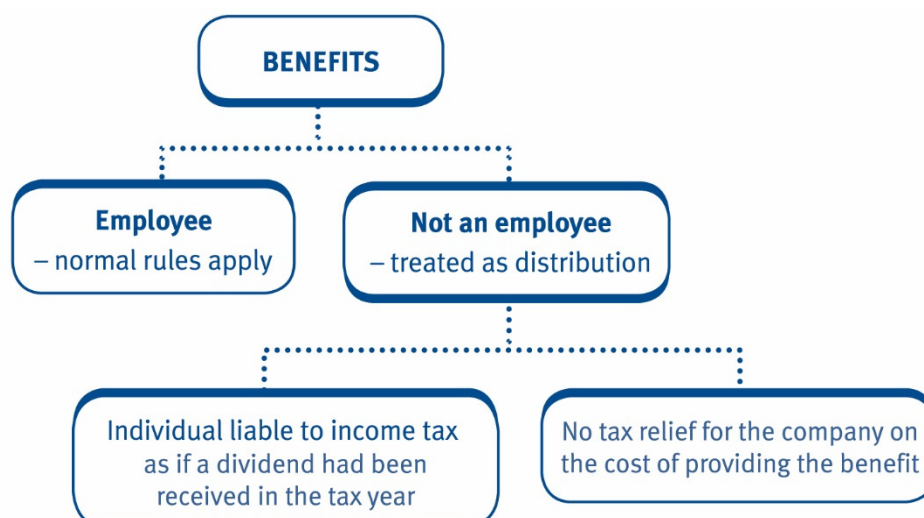 BENEFITS
Employee
– normal rules apply
Not an employee
– treated as distribution
Individual liable to income tax
as if a dividend had been
received in the tax year
No tax relief for the company on
the cost of providing the benefit